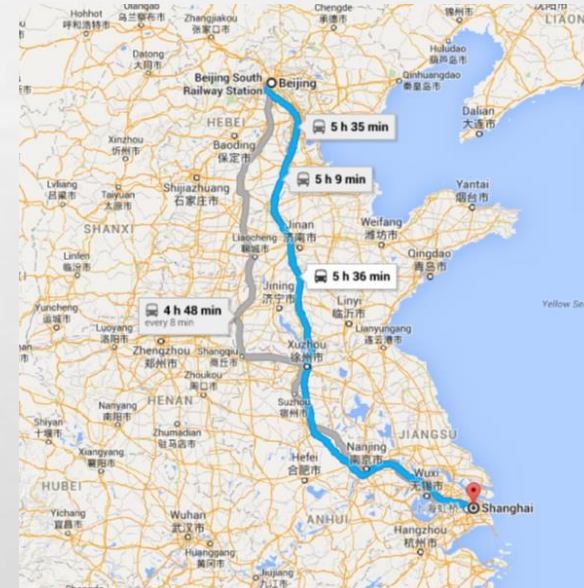 Hohhot
呼和浩特市
Ulanqab
乌兰察布市
Zhangjiakou
张家口市
Chengde
承德市
锦州市
LIAON
Huludao
葫芦岛市
Datong
大同市
Beijing South
Railway Station
Beijing
Qinhuangdao
秦皇岛市
Dalian
大连市
HEBEI
5 h 35 min
Xinzhou
忻州市
Baoding
保定市
5 h 9 min
Lvliang
吕梁市
Taiyuan
太原市
Shijiazhuang
石家庄市
Yantai
烟台市
SHANXI
Jinan
济南市
Weifang
潍坊市
Liaocheng
聊城市
Qingdao
青岛市
Linfen
临汾市
5 h 36 min
Jining
济宁市
Linyi
临沂市
Yellow Se
4 h 48 min
every 8 min
Yuncheng
运城市
Luoyang
洛阳市
Zhengzhou
郑州市
Shangqiu
商丘市
Xuzhou
徐州市
Lianyungang
连云港市
Zhoukou
周口市
HENAN
Suzhou
宿州市
Nanyang
南阳市
Zhumadian
驻马店市
Shiyan
十堰市
JIANGSU
Xiangyang
襄阳市
Hefei
合肥市
Nanjing
南京市
Wuxi
无锡市
HUBEI
上海虹桥
Shanghai
Yichang
宜昌市
Wuhan
武汉市
ANHUI
Hangzhou
杭州市
Huanggang
黄冈市
Jiujiang
九江市